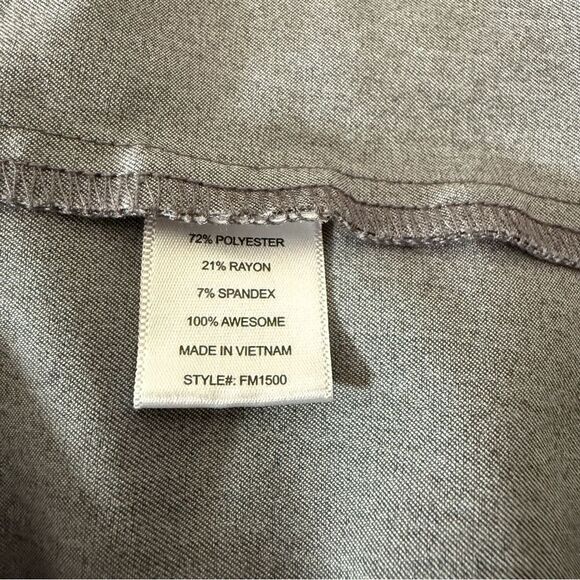 72% POLYESTER
21% RAYON
7% SPANDEX
100% AWESOME
MADE IN VIETNAM
STYLE#: FM1500